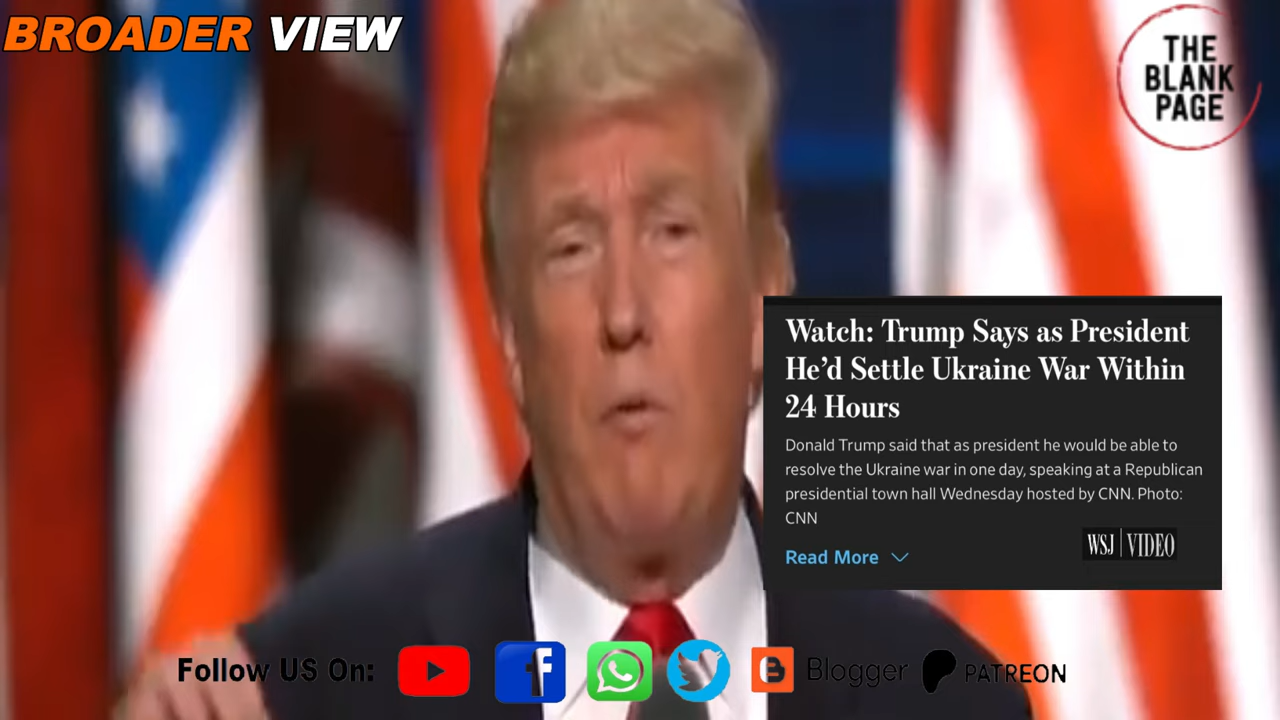 BROADER VIEW
THE
BLANK
PAGE
Watch: Trump Says as President
He’d Settle Ukraine War Within
24 Hours
Donald Trump said that as president he would be able to
resolve the Ukraine war in one day, speaking at a Republican
presidential town hall Wednesday hosted by CNN. Photo:
CNN
Read More
WSJ VIDEO
Follow US On: Blogger PATREON